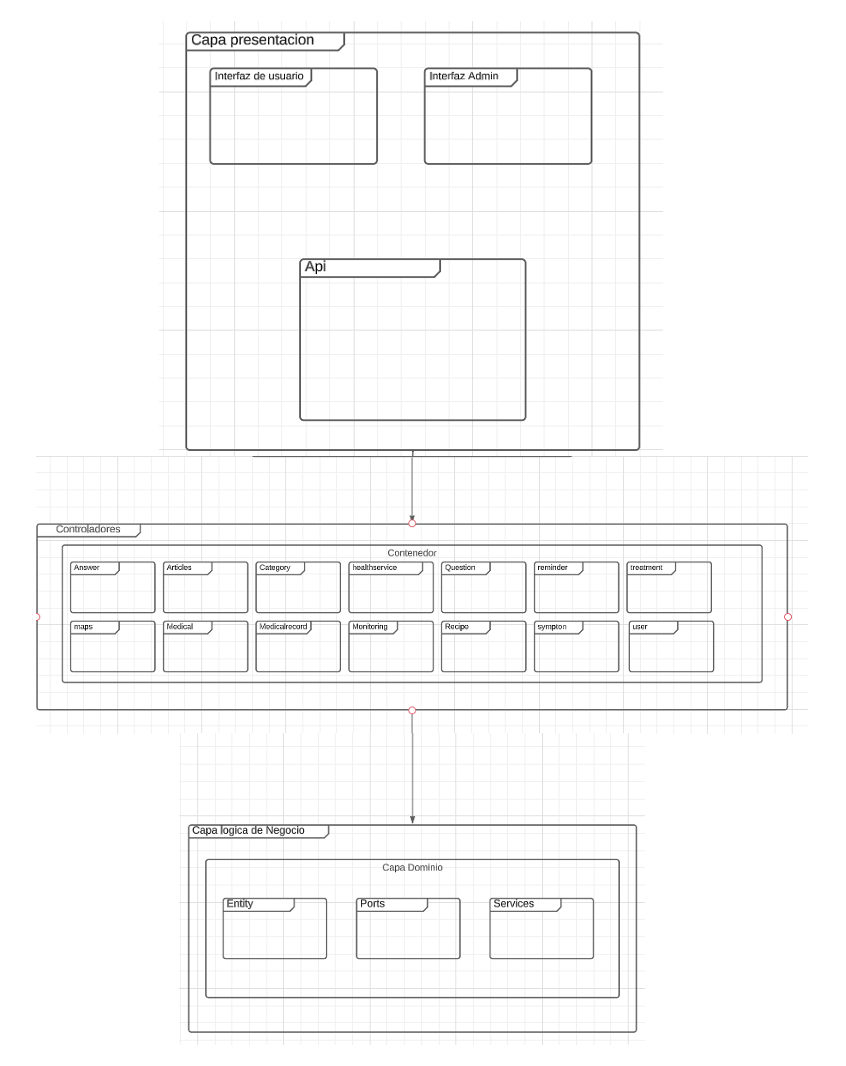 Capa presentacion
Interfaz de usuario
Interfaz Admin
Api
Controladores
Contenedor
Answer
Articles
Category
healthservice
Question
reminder
treatment
maps
Medical
Medicalrecord
Monitoring
Recipe
sympton
user
Capa logica de Negocio
Capa Dominio
Entity
Ports
Services